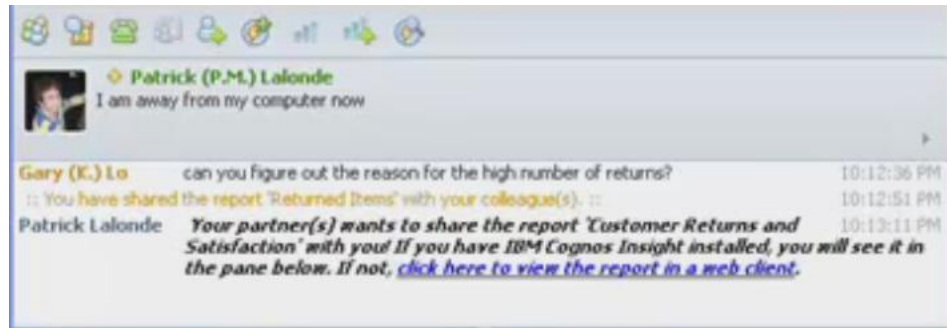 Patrick (P.M.) Lalonde
I am away from my computer now
Gary (K.) Lo can you figure out the reason for the high number of returns? 10:12:36 PM
:: You have shared the report 'Returned Items' with your colleague(s). :: 10:12:51 PM
Patrick Lalonde Your partner(s) wants to share the report 'Customer Returns and 10:13:11 PM
Satisfaction' with you! If you have IBM Cognos Insight installed, you will see it in
the pane below. If not, click here to view the report in a web client.